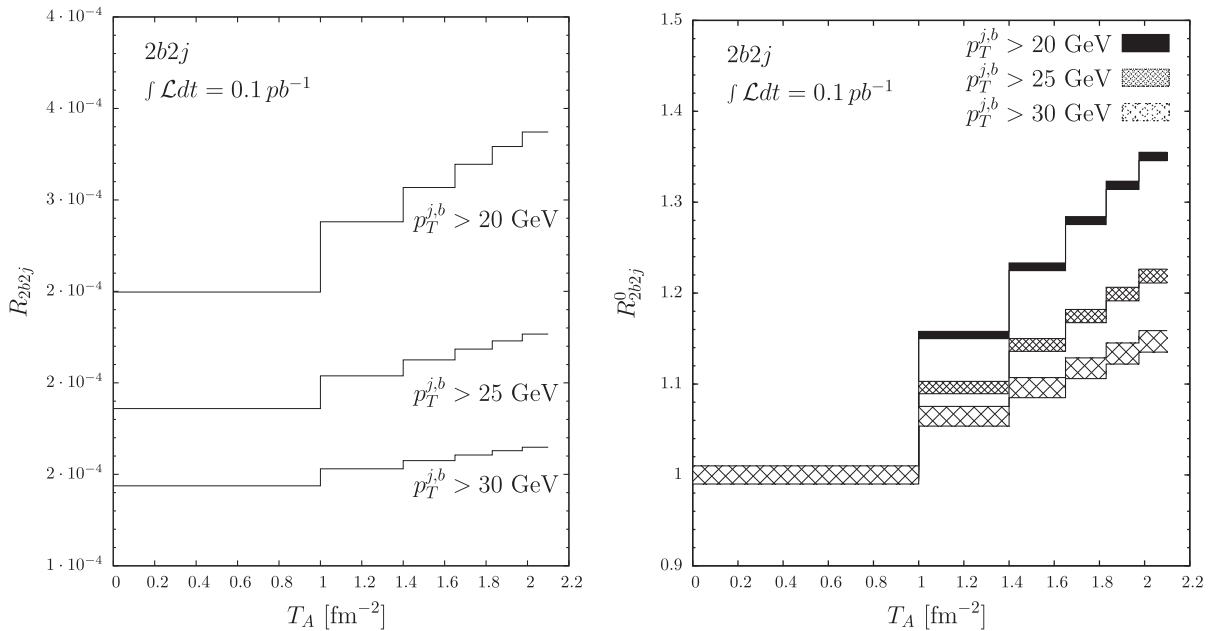 4·10⁻⁴
4·10⁻⁴
3·10⁻⁴
2·10⁻⁴
2·10⁻⁴
2·10⁻⁴
1·10⁻⁴
R_{2b2j}
2b2j
∫ ℒdt = 0.1 pb⁻¹
p_T^{j,b} > 20 GeV
p_T^{j,b} > 25 GeV
p_T^{j,b} > 30 GeV
0 0.2 0.4 0.6 0.8 1 1.2 1.4 1.6 1.8 2 2.2
T_A [fm⁻²]
1.5
1.4
1.3
1.2
1.1
1
0.9
R^0_{2b2j}
2b2j
∫ ℒdt = 0.1 pb⁻¹
p_T^{j,b} > 20 GeV
p_T^{j,b} > 25 GeV
p_T^{j,b} > 30 GeV
0 0.2 0.4 0.6 0.8 1 1.2 1.4 1.6 1.8 2 2.2
T_A [fm⁻²]